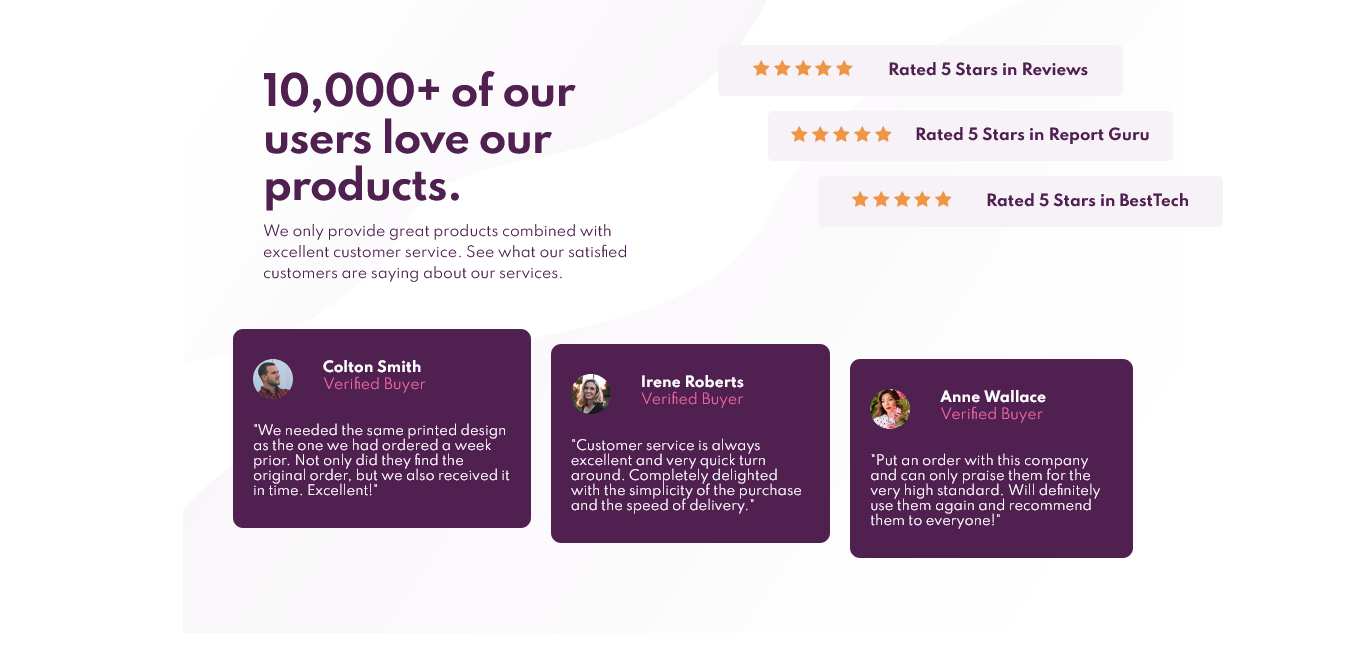 10,000+ of our
users love our
products.
We only provide great products combined with
excellent customer service. See what our satisfied
customers are saying about our services.
Rated 5 Stars in Reviews
Rated 5 Stars in Report Guru
Rated 5 Stars in BestTech
Colton Smith
Verified Buyer
"We needed the same printed design
as the one we had ordered a week
prior. Not only did they find the
original order, but we also received it
in time. Excellent!"
Irene Roberts
Verified Buyer
"Customer service is always
excellent and very quick turn
around. Completely delighted
with the simplicity of the purchase
and the speed of delivery."
Anne Wallace
Verified Buyer
"Put an order with this company
and can only praise them for the
very high standard. Will definitely
use them again and recommend
them to everyone!"